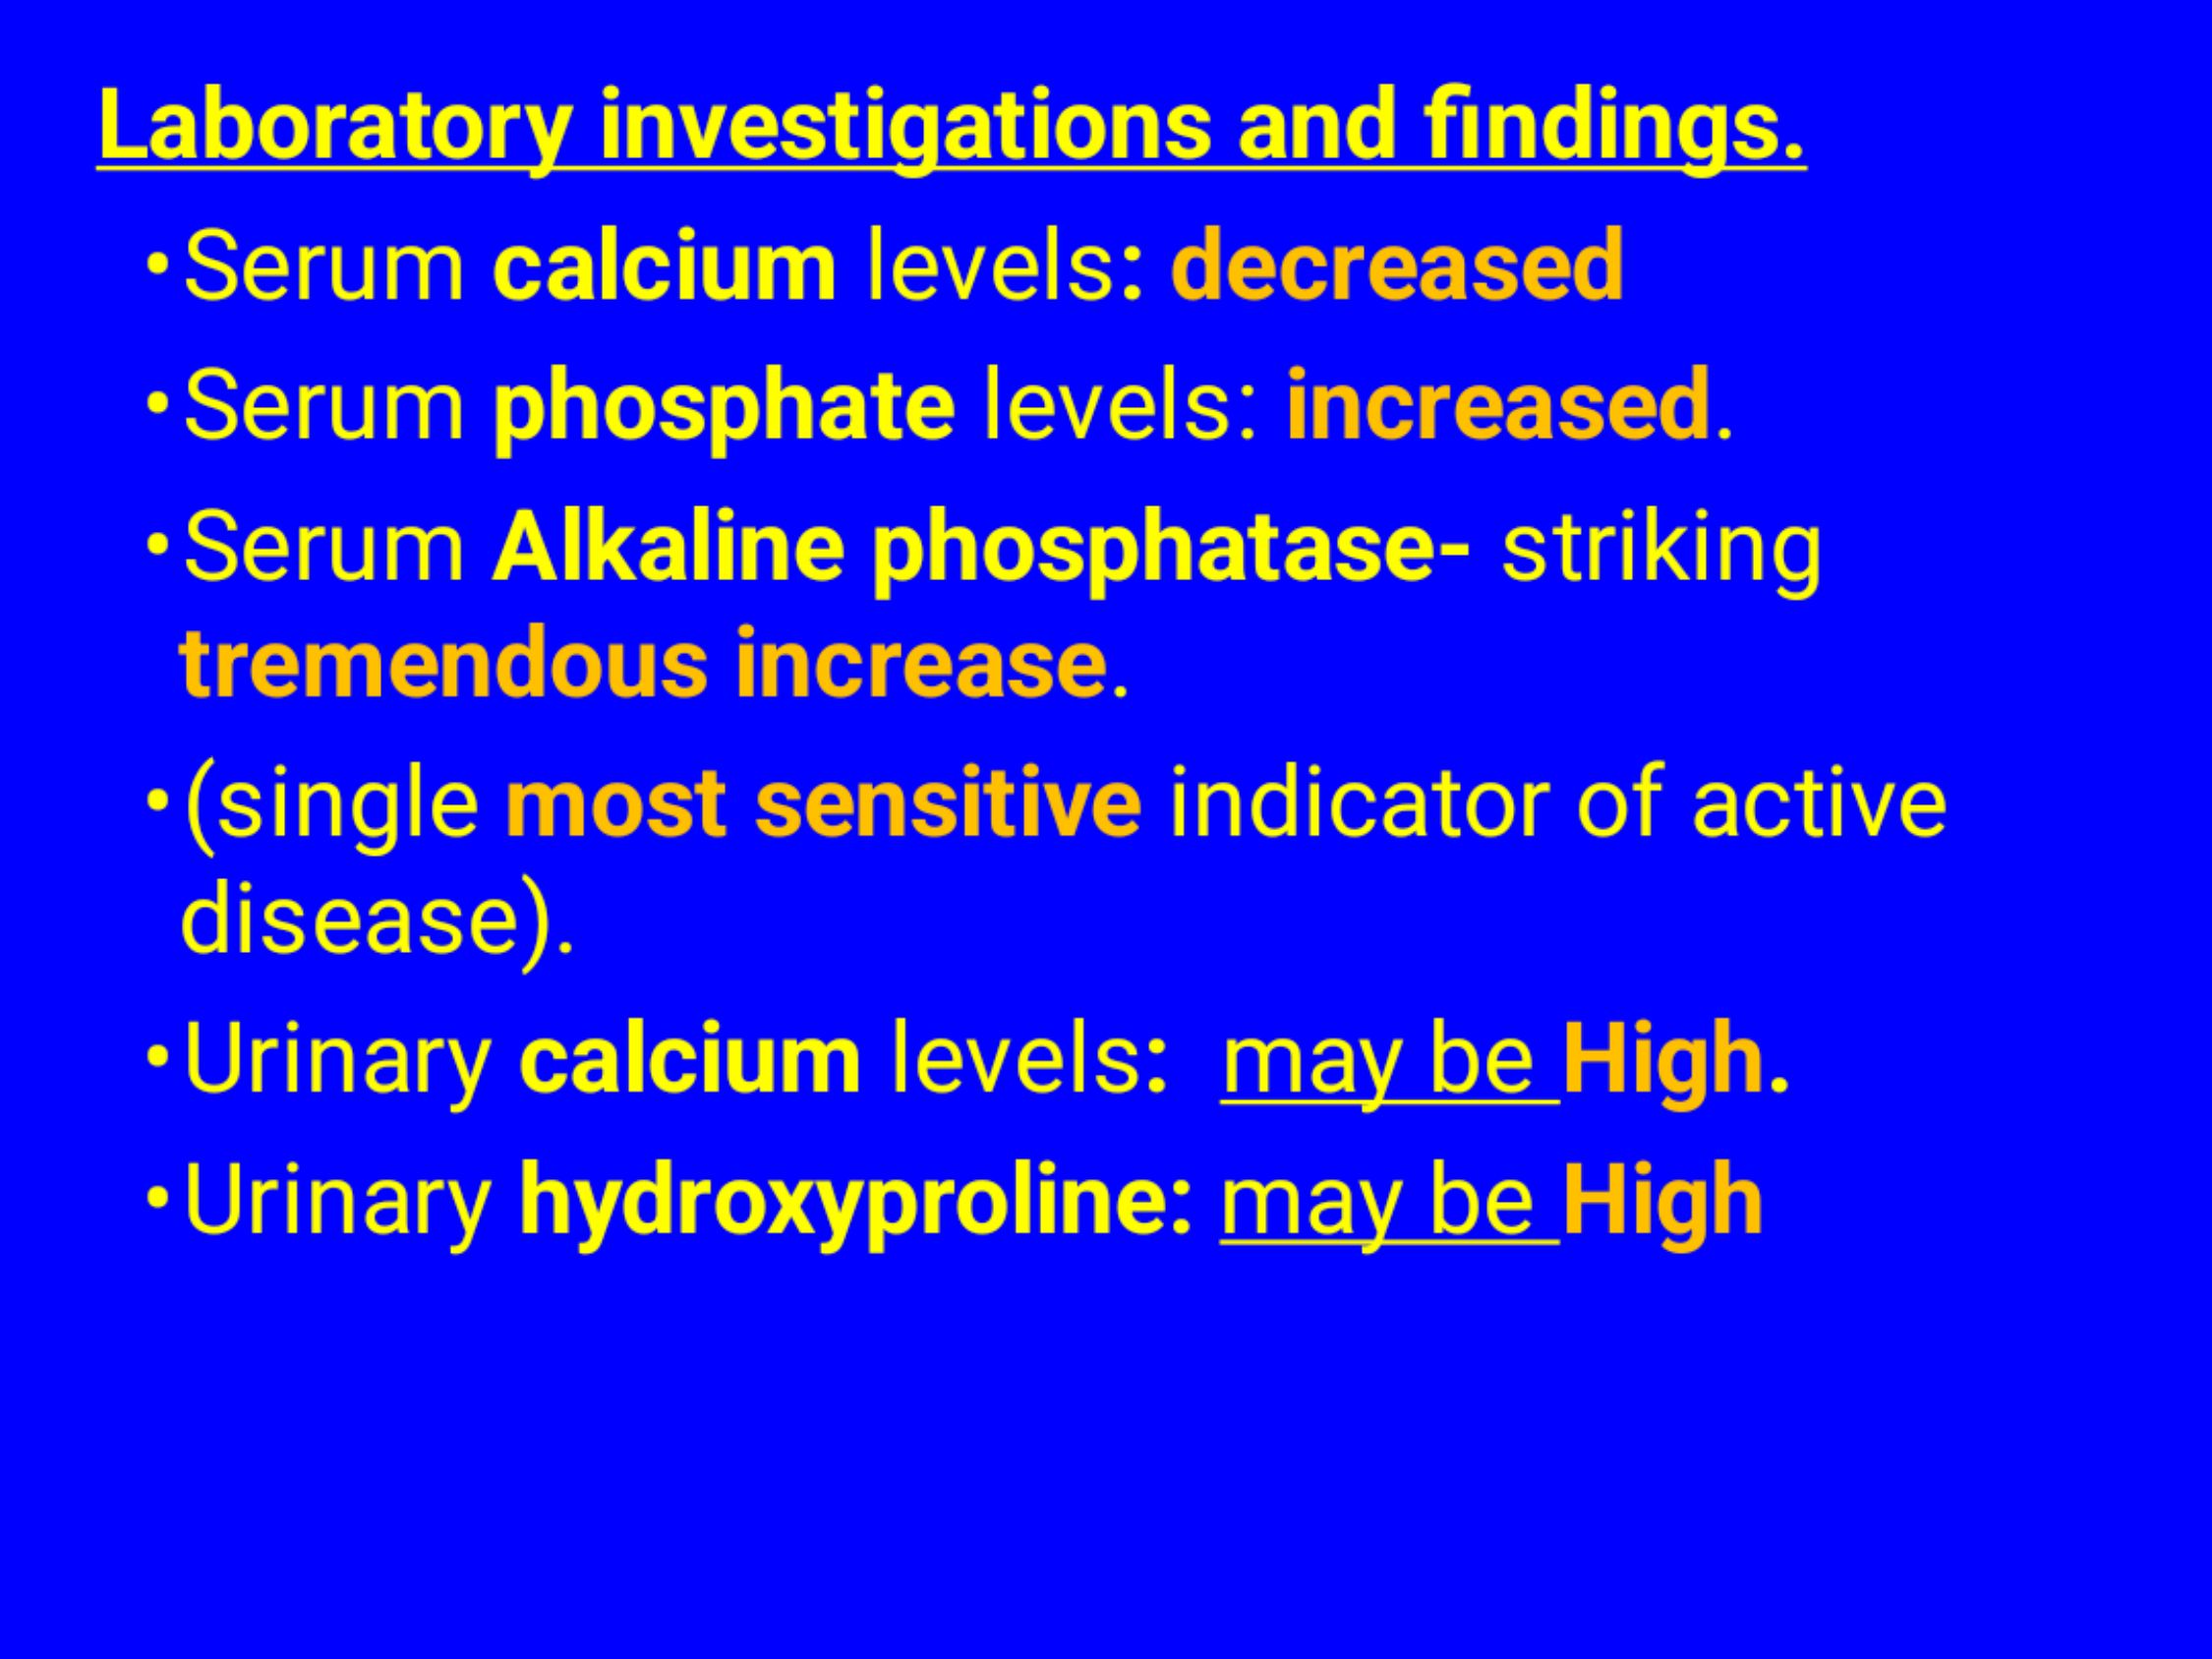 Laboratory investigations and findings.
•Serum calcium levels: decreased
•Serum phosphate levels: increased.
•Serum Alkaline phosphatase- striking
tremendous increase.
•(single most sensitive indicator of active
disease).
•Urinary calcium levels:  may be High.
•Urinary hydroxyproline: may be High